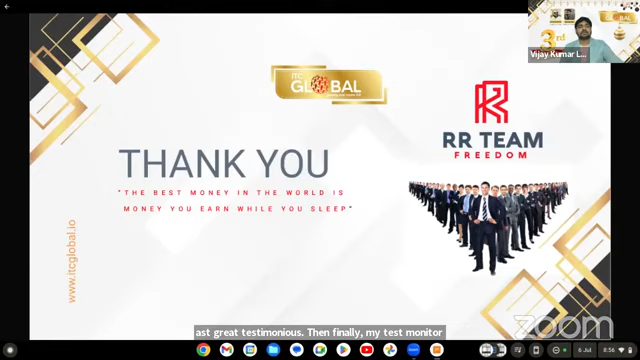 GLOBAL
3rd
Vijay Kumar L...
ITC
GLOBAL
RR TEAM
FREEDOM
THANK YOU
"THE BEST MONEY IN THE WORLD IS
MONEY YOU EARN WHILE YOU SLEEP"
www.itcglobal.io
zoom
ast great testimonious. Then finally, my test monitor
6 Jul
8:56